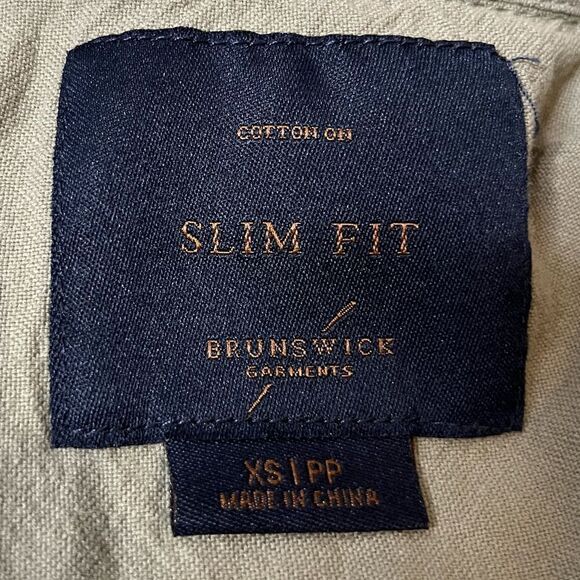 COTTON ON
SLIM FIT
BRUNSWICK
GARMENTS
XS | PP
MADE IN CHINA